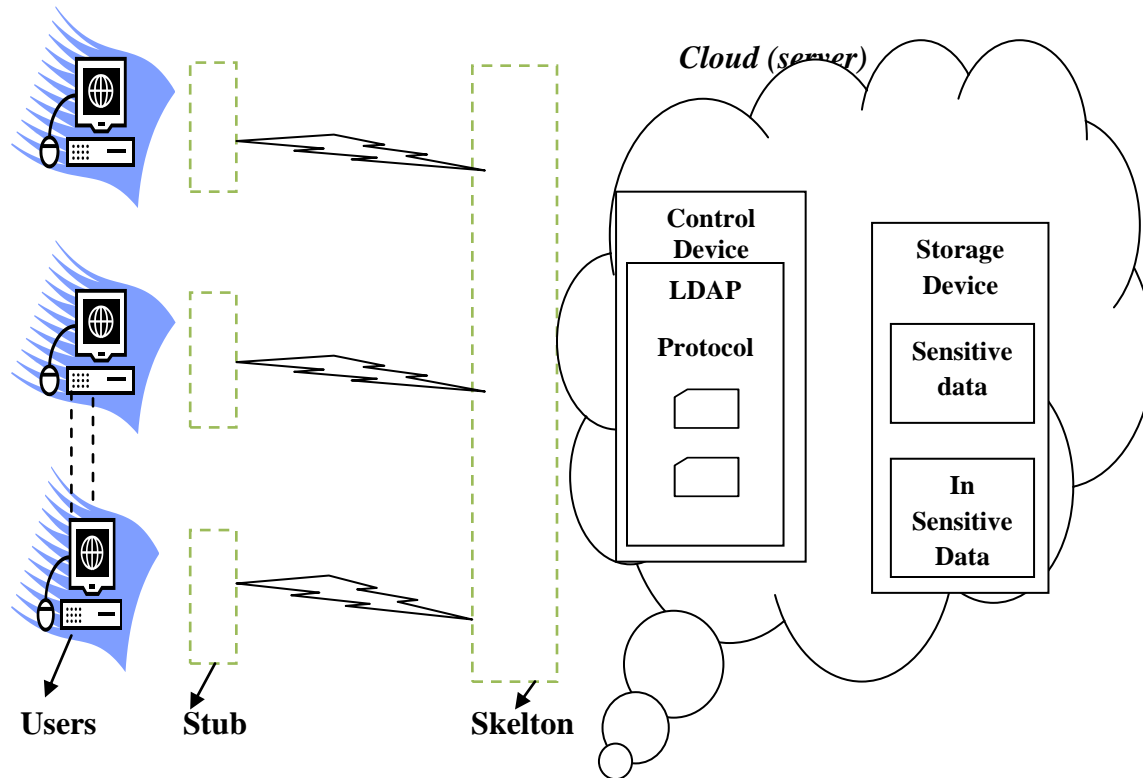 Cloud (server)
Control
Device
LDAP
Protocol
Storage
Device
Sensitive
data
In
Sensitive
Data
Users
Stub
Skelton